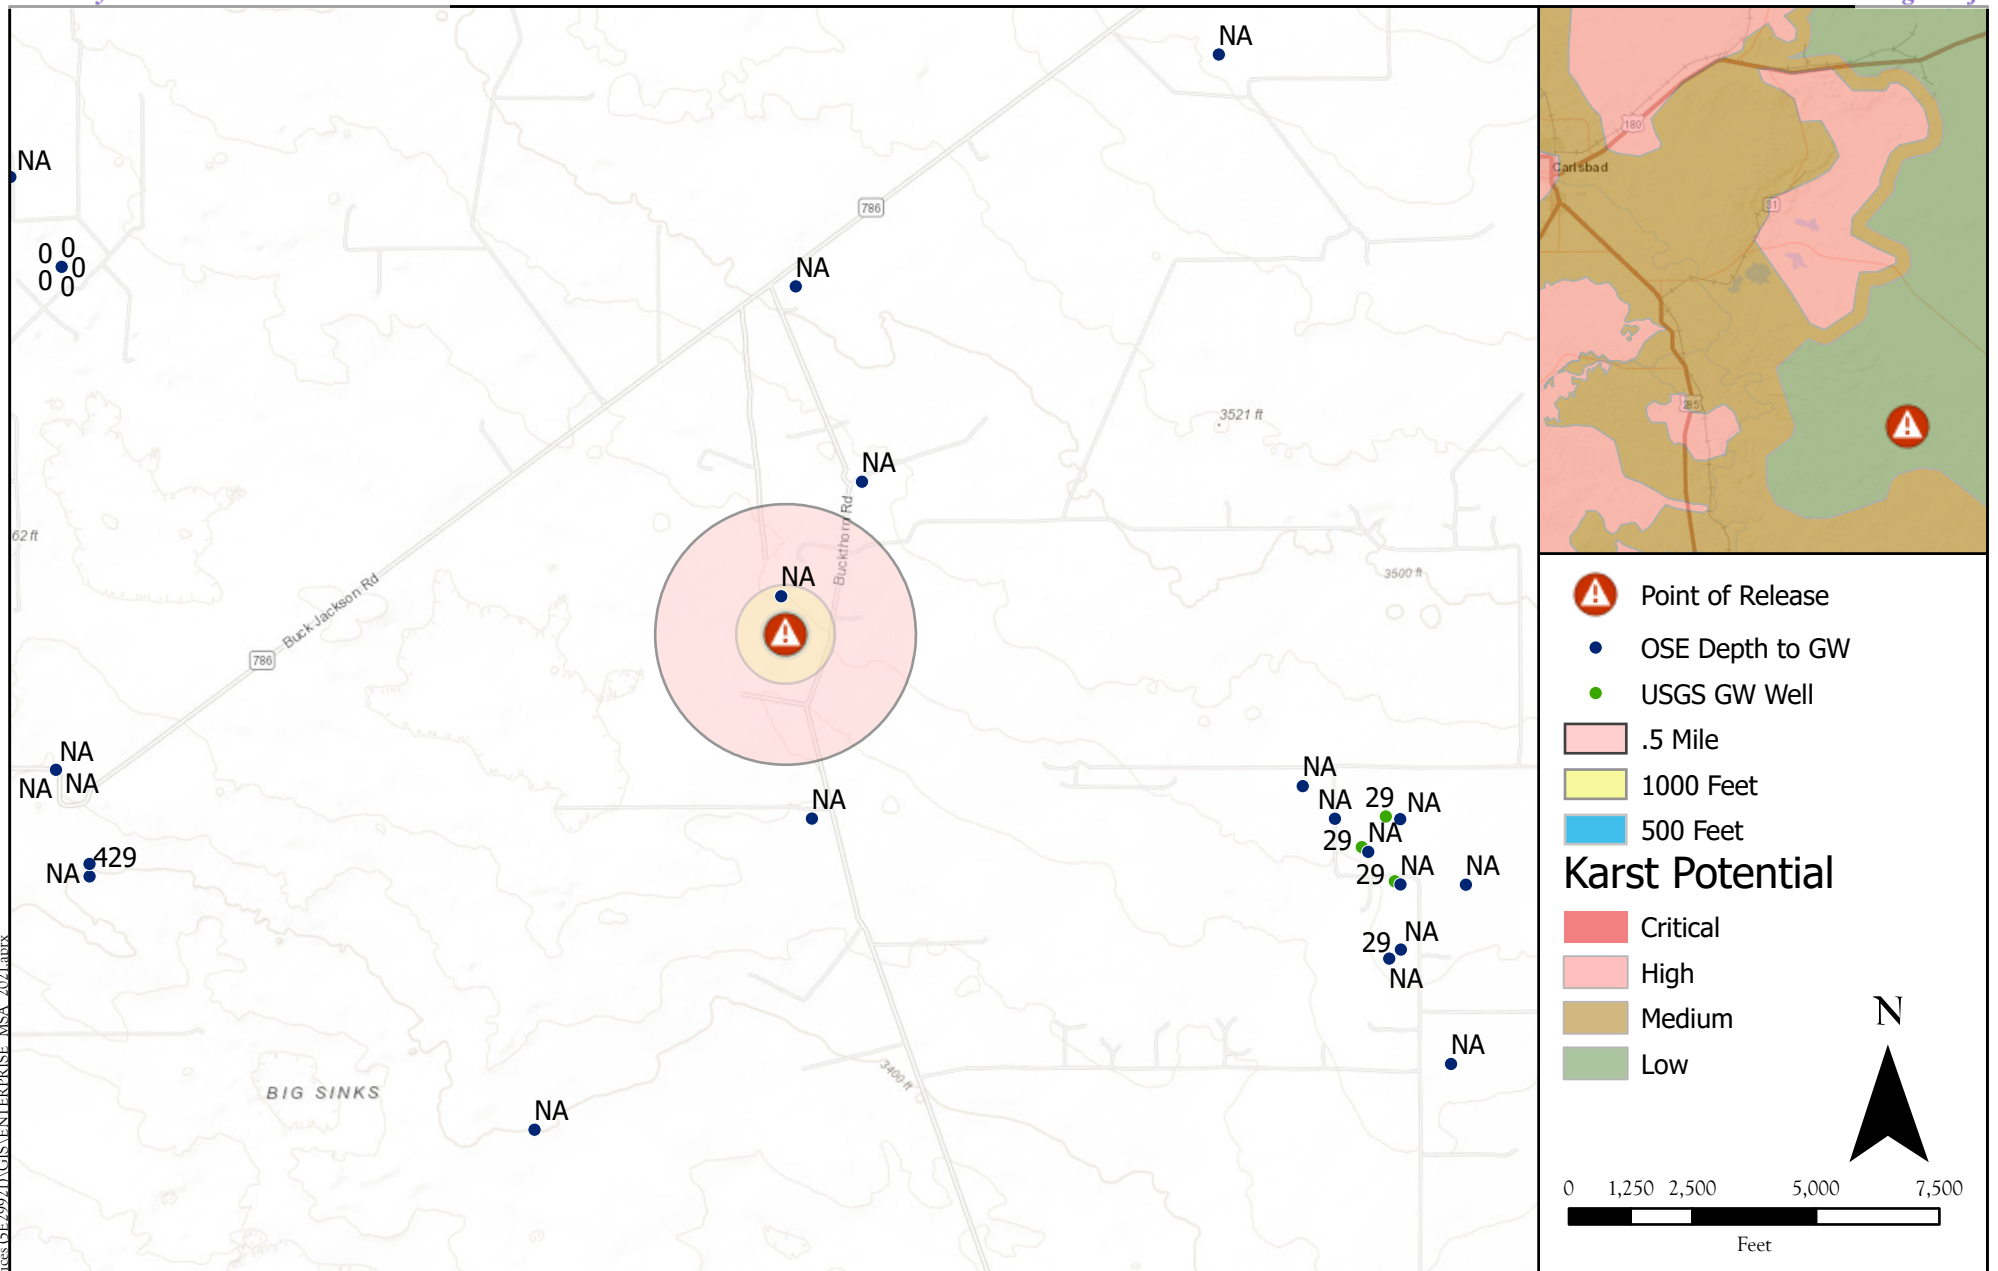 NA
NA
786
0 0
0
0 0
NA
3521 ft
NA
62 ft
Buckthorn Rd
3500 ft
NA
Buck Jackson Rd
786
NA
NA NA
NA
NA
29 NA
NA
29 NA
29 NA
NA
NA
429
NA
29 NA
NA
NA
3400 ft
BIG SINKS
NA
180
Carlsbad
31
285
Point of Release
OSE Depth to GW
USGS GW Well
.5 Mile
1000 Feet
500 Feet
Karst Potential
Critical
High
Medium
Low
N
0 1,250 2,500 5,000 7,500
Feet